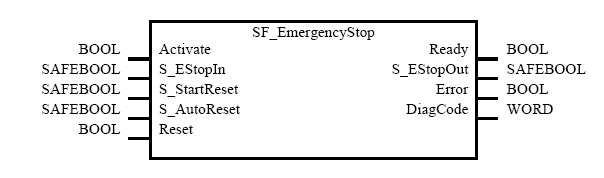 SF_EmergencyStop
BOOL Activate Ready BOOL
SAFEBOOL S_EStopIn S_EStopOut SAFEBOOL
SAFEBOOL S_StartReset Error BOOL
SAFEBOOL S_AutoReset DiagCode WORD
BOOL Reset